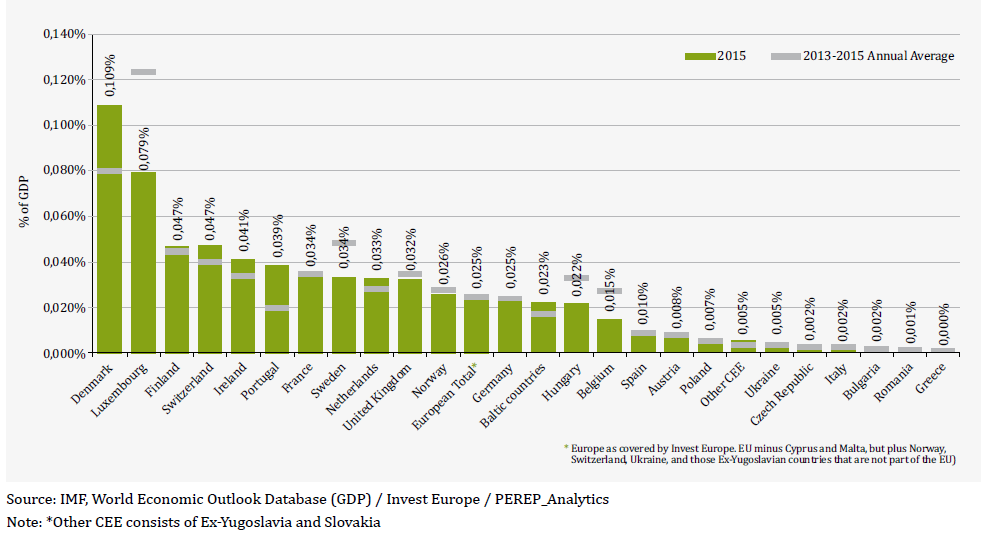 0,140%
2015
2013-2015 Annual Average
0,120%
0,100%
0,080%
0,060%
0,040%
0,020%
0,000%
% of GDP
0,109%
0,079%
0,047%
0,047%
0,041%
0,039%
0,034%
0,034%
0,033%
0,032%
0,026%
0,025%
0,025%
0,023%
0,022%
0,015%
0,010%
0,008%
0,007%
0,005%
0,005%
0,002%
0,002%
0,002%
0,001%
0,000%
Denmark
Luxembourg
Finland
Switzerland
Ireland
Portugal
France
Sweden
Netherlands
United Kingdom
Norway
European Total*
Germany
Baltic countries
Hungary
Belgium
Spain
Austria
Poland
Other CEE
Ukraine
Czech Republic
Italy
Bulgaria
Romania
Greece
* Europe as covered by Invest Europe. EU minus Cyprus and Malta, but plus Norway,
Switzerland, Ukraine, and those Ex-Yugoslavian countries that are not part of the EU)
Source: IMF, World Economic Outlook Database (GDP) / Invest Europe / PEREP_Analytics
Note: *Other CEE consists of Ex-Yugoslavia and Slovakia